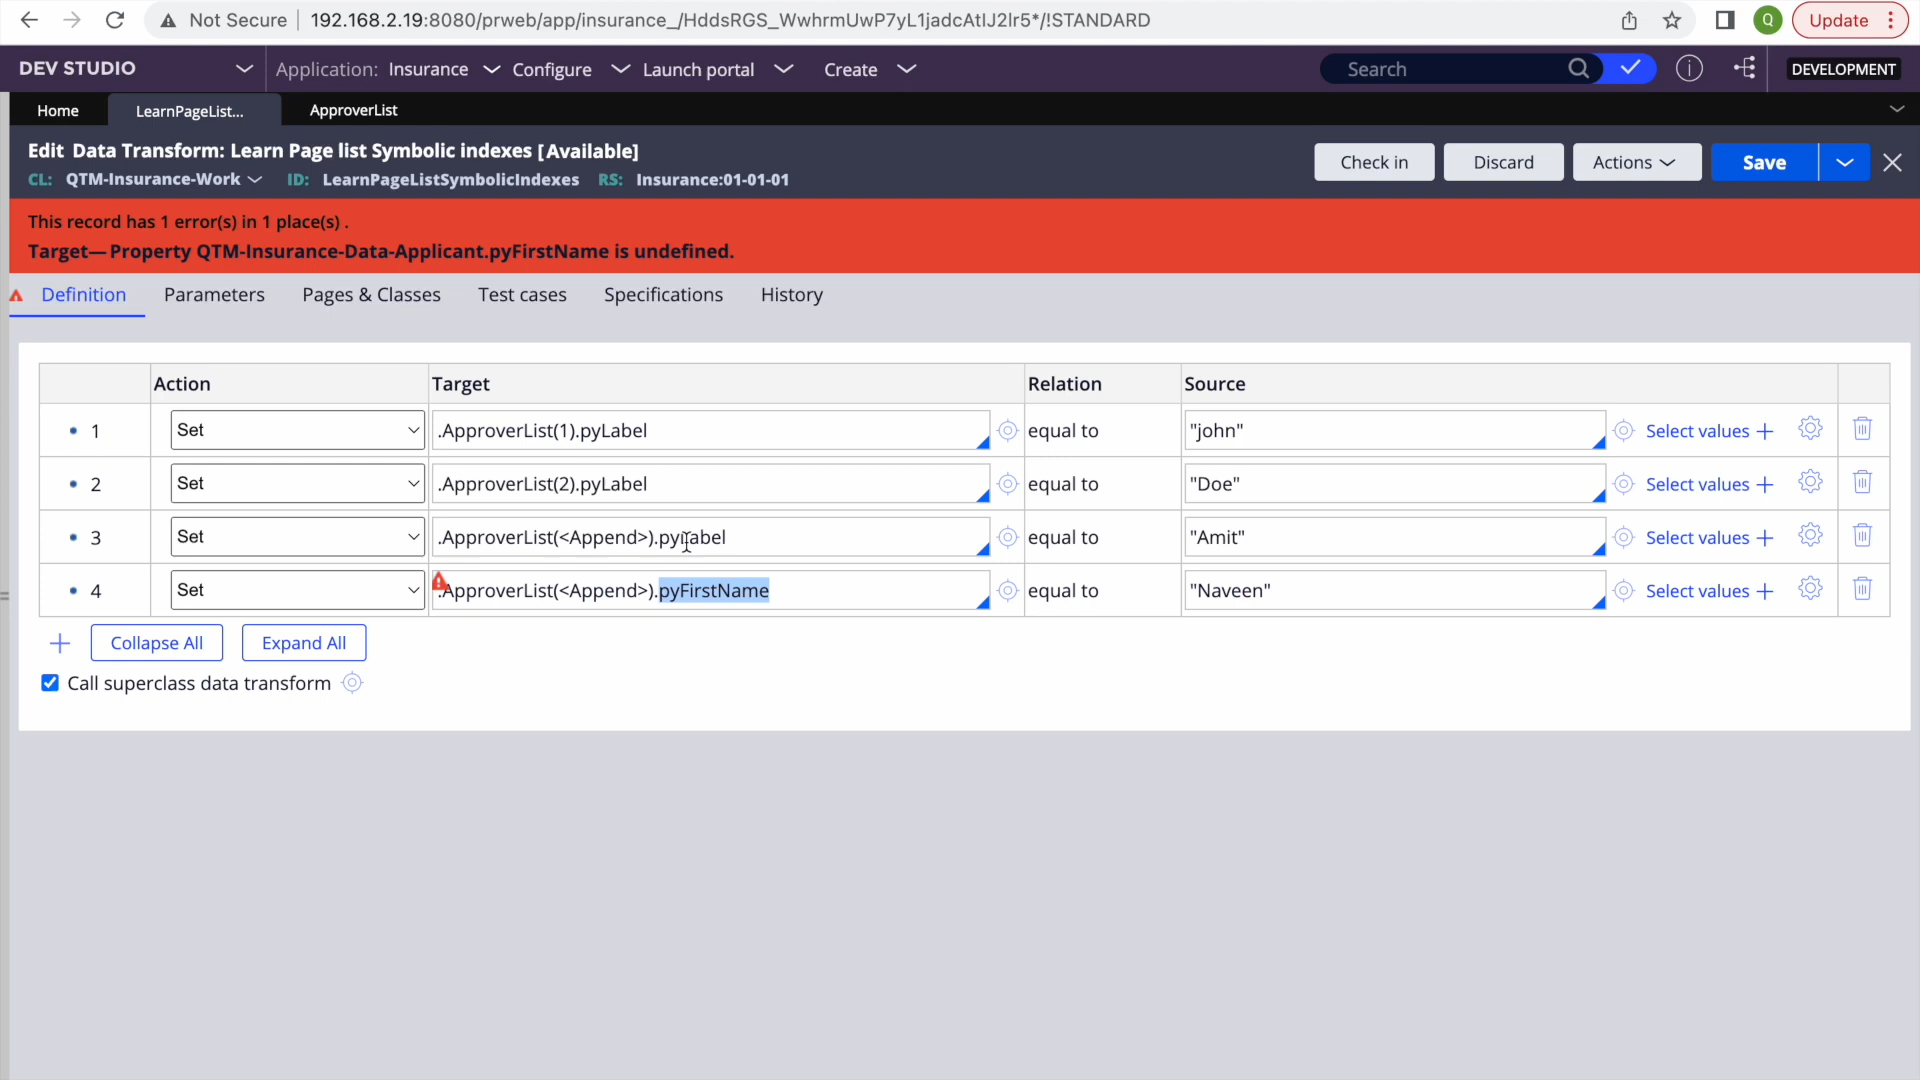 Not Secure 192.168.2.19:8080/prweb/app/insurance_/HddsRGS_WwhrmUwP7yL1jadcAtIJ2Ir5*/!STANDARD Q Update
DEV STUDIO Application: Insurance Configure Launch portal Create Search DEVELOPMENT
Home LearnPageList... ApproverList
Edit Data Transform: Learn Page list Symbolic indexes [Available] Check in Discard Actions Save
CL: QTM-Insurance-Work ID: LearnPageListSymbolicIndexes RS: Insurance:01-01-01
This record has 1 error(s) in 1 place(s) .
Target— Property QTM-Insurance-Data-Applicant.pyFirstName is undefined.
Definition Parameters Pages & Classes Test cases Specifications History
Action Target Relation Source
1 Set .ApproverList(1).pyLabel equal to "john" Select values
2 Set .ApproverList(2).pyLabel equal to "Doe" Select values
3 Set .ApproverList(<Append>).pyLabel equal to "Amit" Select values
4 Set .ApproverList(<Append>).pyFirstName equal to "Naveen" Select values
Collapse All Expand All
Call superclass data transform